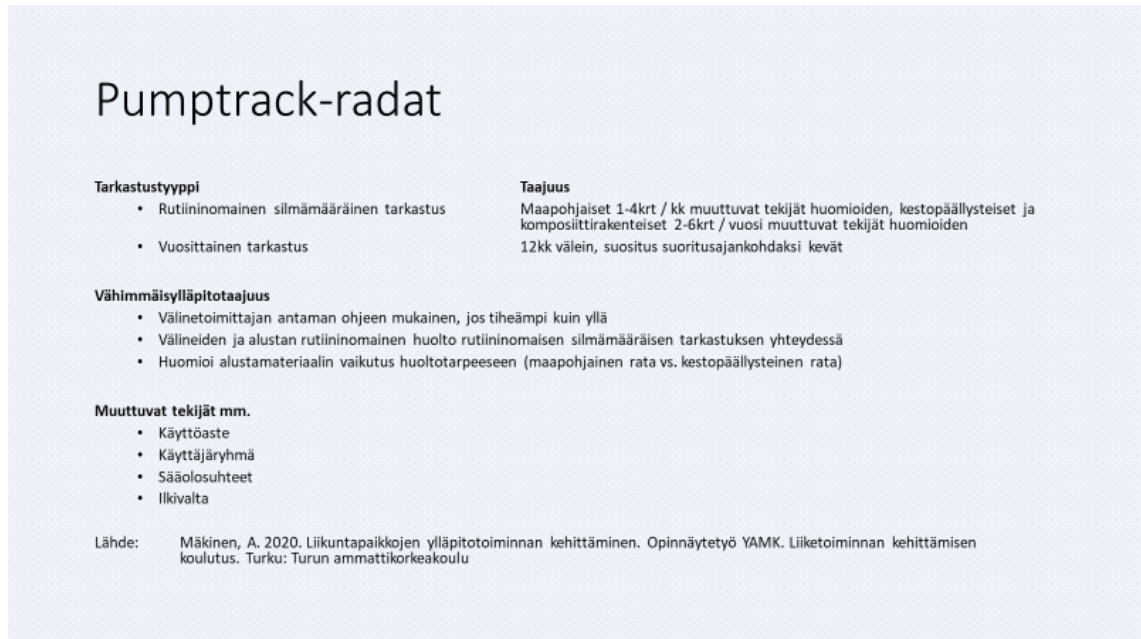 Pumptrack-radat
Tarkastustyyppi Taajuus
• Rutiininomainen silmämääräinen tarkastus Maapohjaiset 1-4krt / kk muuttuvat tekijät huomioiden, kestopäällysteiset ja
komposiittirakenteiset 2-6krt / vuosi muuttuvat tekijät huomioiden
• Vuosittainen tarkastus 12kk välein, suositus suoritusajankohdaksi kevät
Vähimmäisylläpitotaajuus
• Välinetoimittajan antaman ohjeen mukainen, jos tiheämpi kuin yllä
• Välineiden ja alustan rutiininomainen huolto rutiininomaisen silmämääräisen tarkastuksen yhteydessä
• Huomioi alustamateriaalin vaikutus huoltotarpeeseen (maapohjainen rata vs. kestopäällysteinen rata)
Muuttuvat tekijät mm.
• Käyttöaste
• Käyttäjäryhmä
• Sääolosuhteet
• Ilkivalta
Lähde: Mäkinen, A. 2020. Liikuntapaikkojen ylläpitotoiminnan kehittäminen. Opinnäytetyö YAMK. Liiketoiminnan kehittämisen
koulutus. Turku: Turun ammattikorkeakoulu